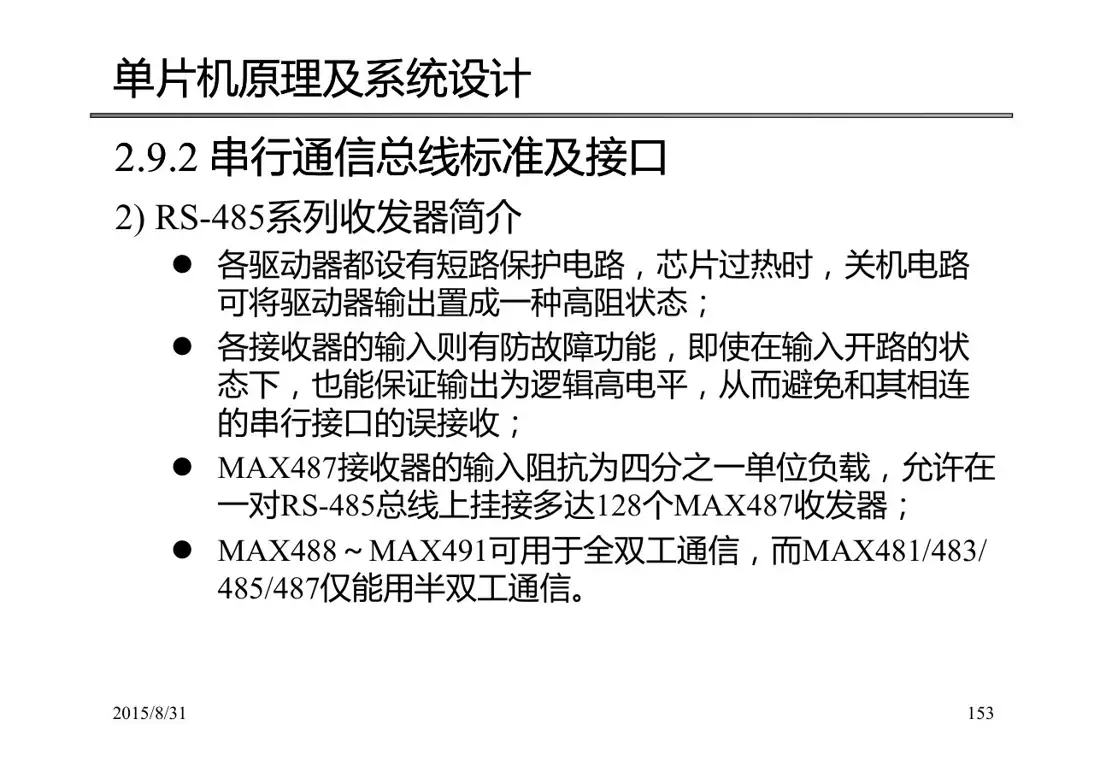 单片机原理及系统设计
2.9.2 串行通信总线标准及接口
2) RS-485系列收发器简介
● 各驱动器都设有短路保护电路，芯片过热时，关机电路
可将驱动器输出置成一种高阻状态；
● 各接收器的输入则有防故障功能，即使在输入开路的状
态下，也能保证输出为逻辑高电平，从而避免和其相连
的串行接口的误接收；
● MAX487接收器的输入阻抗为四分之一单位负载，允许在
一对RS-485总线上挂接多达128个MAX487收发器；
● MAX488～MAX491可用于全双工通信，而MAX481/483/
485/487仅能用半双工通信。
2015/8/31
153